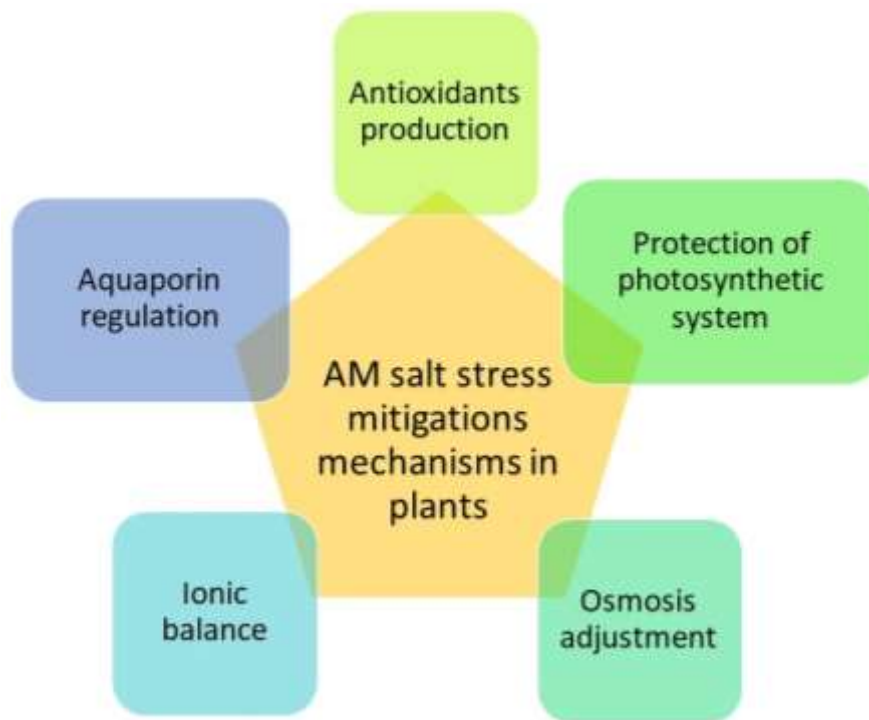 Antioxidants
production
Protection of
photosynthetic
system
Aquaporin
regulation
AM salt stress
mitigations
mechanisms in
plants
Ionic
balance
Osmosis
adjustment